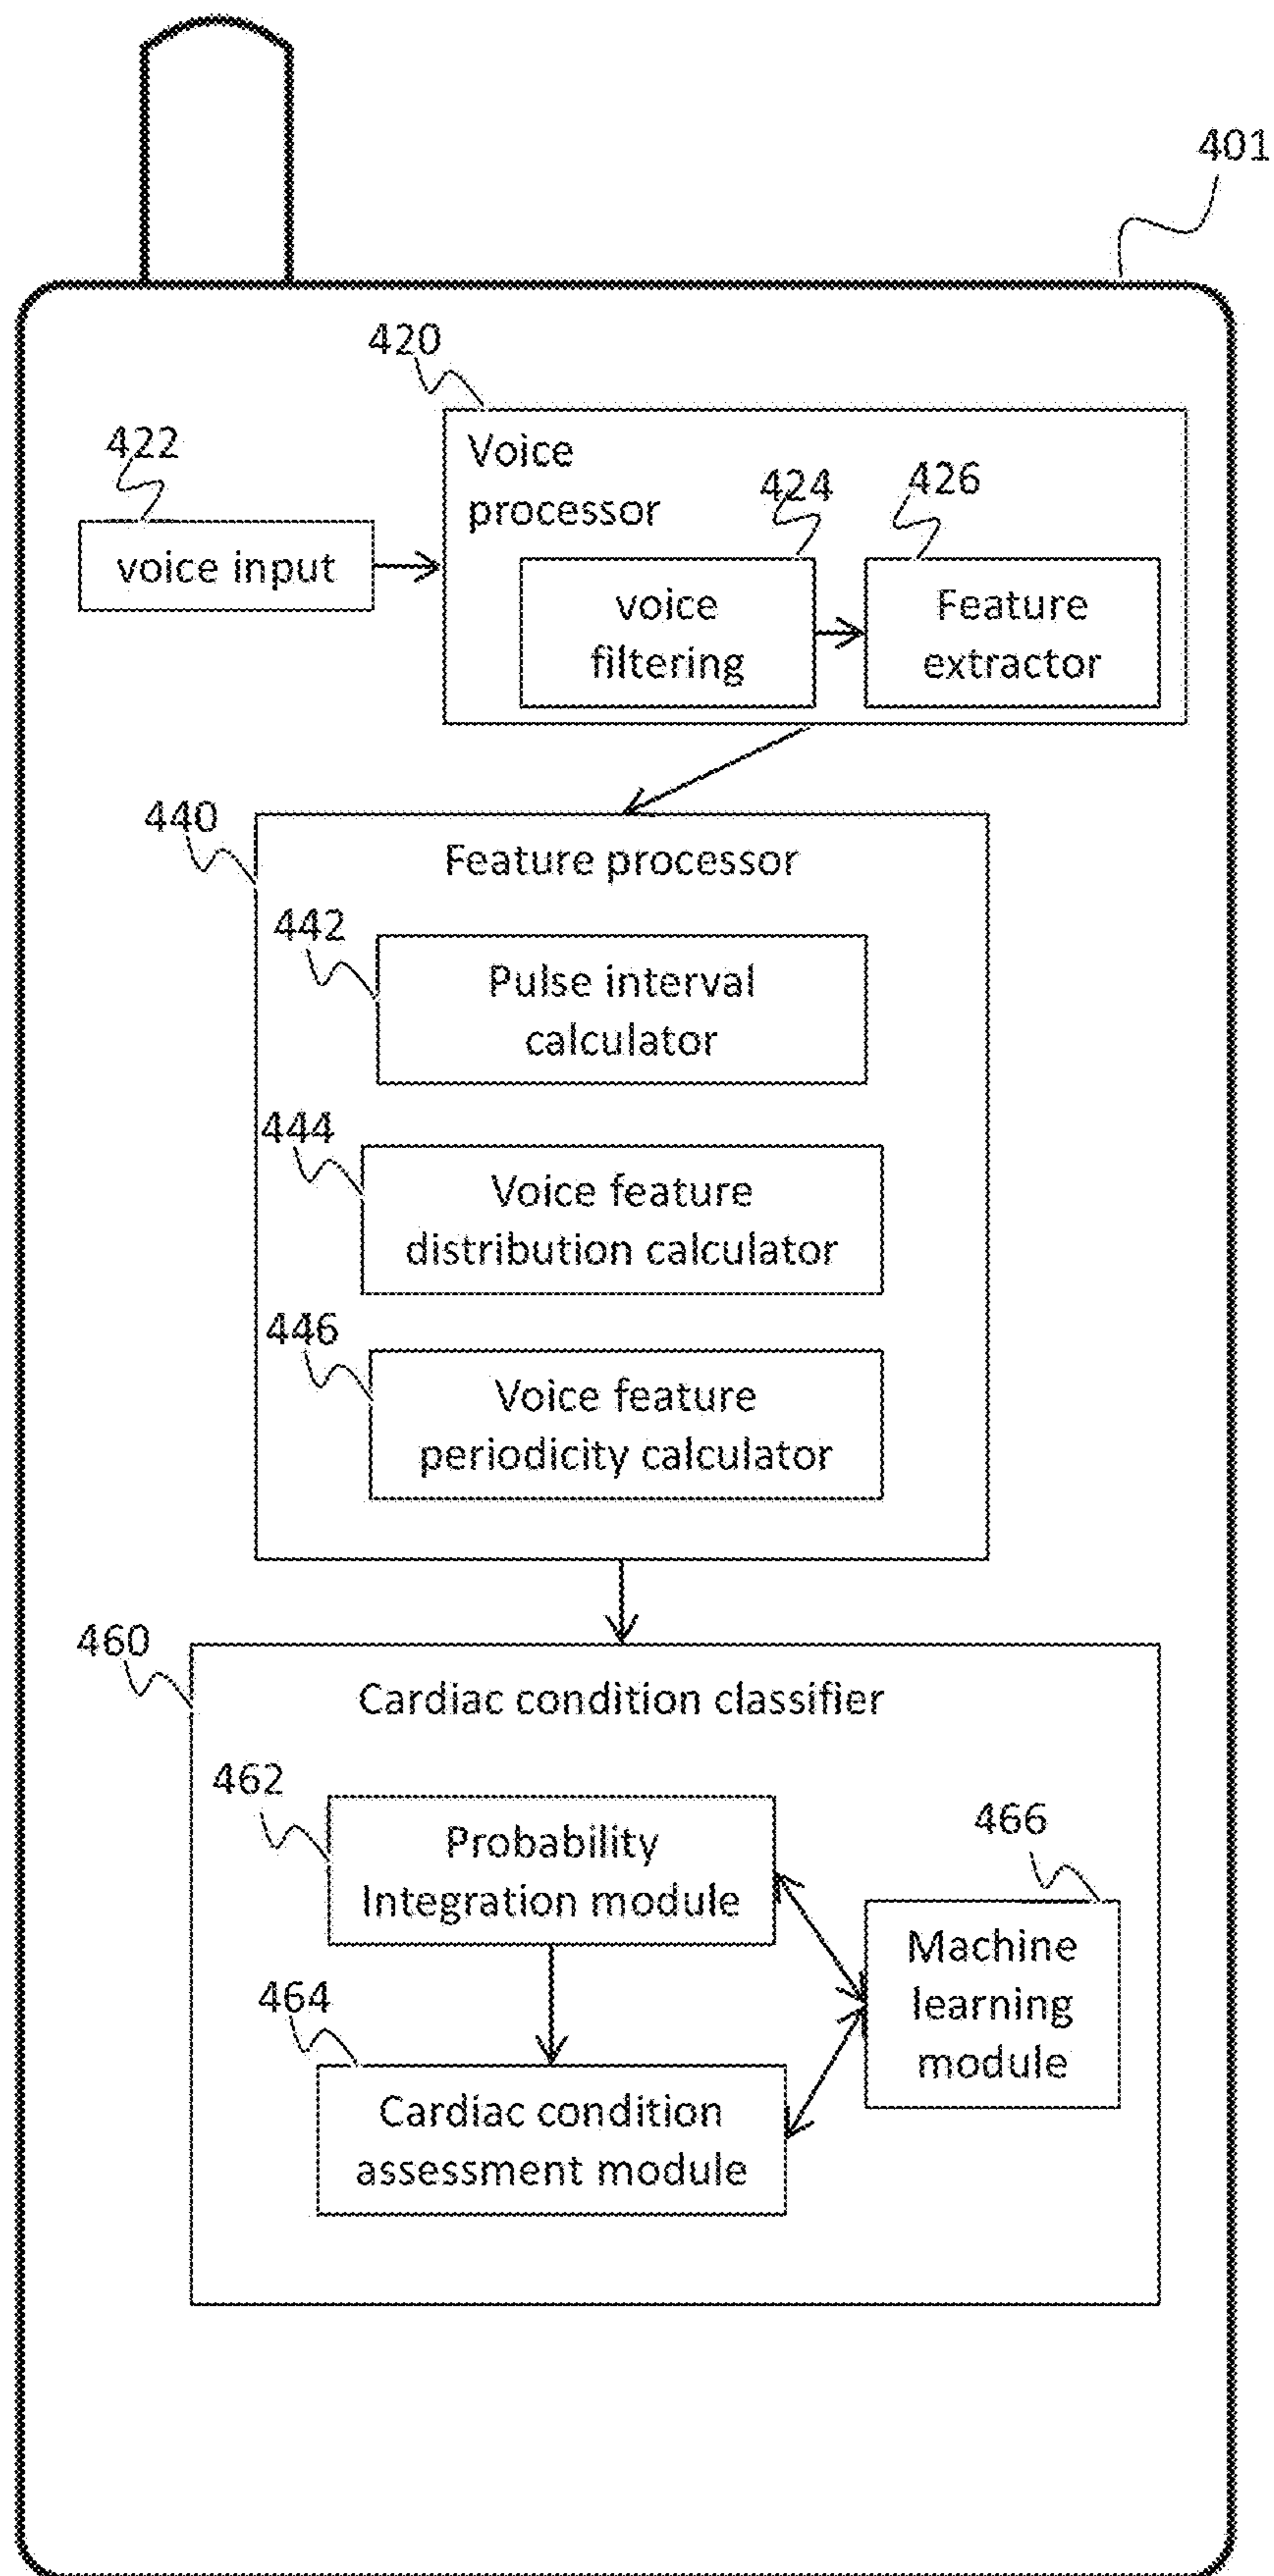 401
420
422
Voice
processor
424
426
voice input
voice
filtering
Feature
extractor
440
Feature processor
442
Pulse interval
calculator
444
Voice feature
distribution calculator
446
Voice feature
periodicity calculator
460
Cardiac condition classifier
462
Probability
Integration module
466
Machine
learning
module
464
Cardiac condition
assessment module